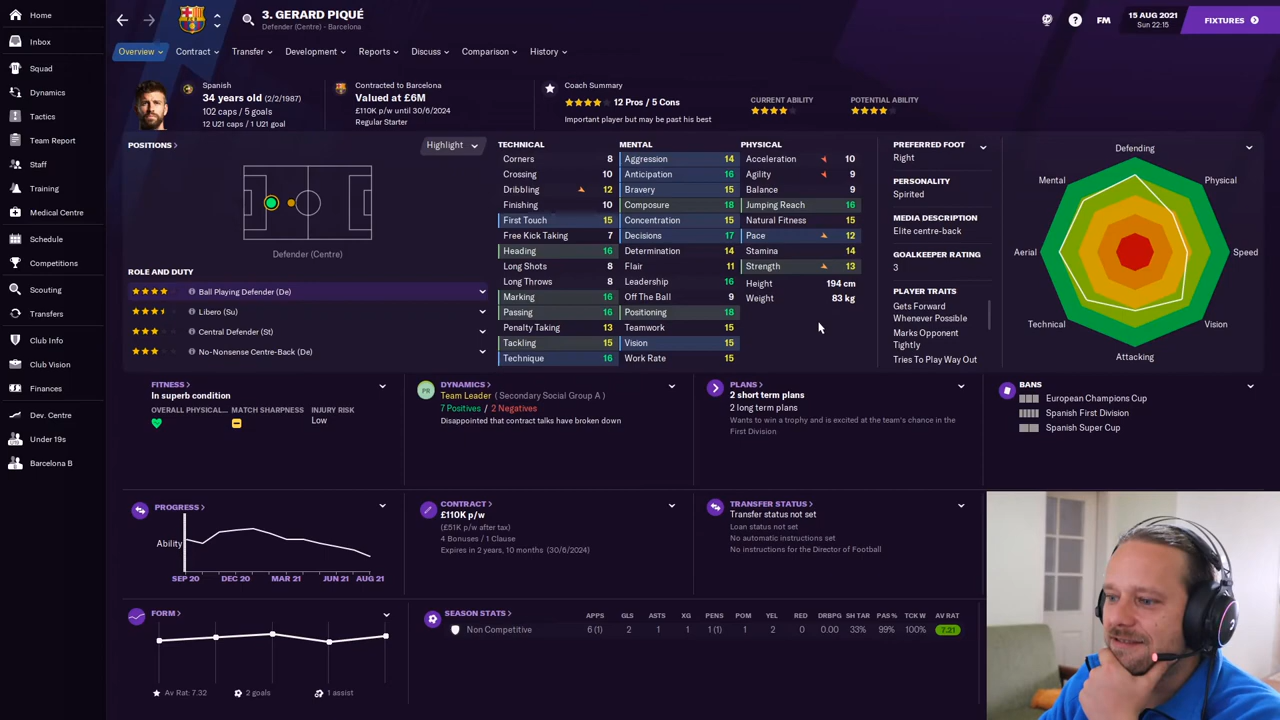 Home
Inbox
Squad
Dynamics
Tactics
Team Report
Staff
Training
Medical Centre
Schedule
Competitions
Scouting
Transfers
Club Info
Club Vision
Finances
Dev. Centre
Under 19s
Barcelona B
3. GERARD PIQUÉ
Defender (Centre) - Barcelona
FM
15 AUG 2021
Sun 22:15
FIXTURES
Overview Contract Transfer Development Reports Discuss Comparison History
Spanish
34 years old (2/2/1987)
102 caps / 5 goals
12 U21 caps / 1 U21 goal
Contracted to Barcelona
Valued at £6M
£110K p/w until 30/6/2024
Regular Starter
Coach Summary
12 Pros / 5 Cons
Important player but may be past his best
CURRENT ABILITY
POTENTIAL ABILITY
POSITIONS
Highlight
Defender (Centre)
ROLE AND DUTY
Ball Playing Defender (De)
Libero (Su)
Central Defender (St)
No-Nonsense Centre-Back (De)
TECHNICAL
Corners 8
Crossing 10
Dribbling 12
Finishing 10
First Touch 15
Free Kick Taking 7
Heading 16
Long Shots 8
Long Throws 8
Marking 16
Passing 16
Penalty Taking 13
Tackling 15
Technique 16
MENTAL
Aggression 14
Anticipation 16
Bravery 15
Composure 18
Concentration 15
Decisions 17
Determination 14
Flair 11
Leadership 16
Off The Ball 9
Positioning 18
Teamwork 15
Vision 15
Work Rate 15
PHYSICAL
Acceleration 10
Agility 9
Balance 9
Jumping Reach 16
Natural Fitness 15
Pace 12
Stamina 14
Strength 13
Height 194 cm
Weight 83 kg
PREFERRED FOOT
Right
PERSONALITY
Spirited
MEDIA DESCRIPTION
Elite centre-back
GOALKEEPER RATING
3
PLAYER TRAITS
Gets Forward
Whenever Possible
Marks Opponent
Tightly
Tries To Play Way Out
Defending
Mental
Physical
Aerial
Speed
Technical
Vision
Attacking
FITNESS
In superb condition
OVERALL PHYSICAL... MATCH SHARPNESS INJURY RISK
Low
DYNAMICS
PR
Team Leader ( Secondary Social Group A )
7 Positives / 2 Negatives
Disappointed that contract talks have broken down
PLANS
2 short term plans
2 long term plans
Wants to win a trophy and is excited at the team's chance in the
First Division
BANS
European Champions Cup
Spanish First Division
Spanish Super Cup
PROGRESS
Ability
SEP 20 DEC 20 MAR 21 JUN 21 AUG 21
CONTRACT
£110K p/w
(£51K p/w after tax)
4 Bonuses / 1 Clause
Expires in 2 years, 10 months (30/6/2024)
TRANSFER STATUS
Transfer status not set
Loan status not set
No automatic instructions set
No instructions for the Director of Football
FORM
Av Rat: 7.32 2 goals 1 assist
SEASON STATS APPS GLS ASTS XG PENS POM YEL RED DRBPG SH TAR PAS% TCK W AV RAT
Non Competitive 6 (1) 2 1 1 1 (1) 1 2 0 0.00 33% 99% 100% 7.21